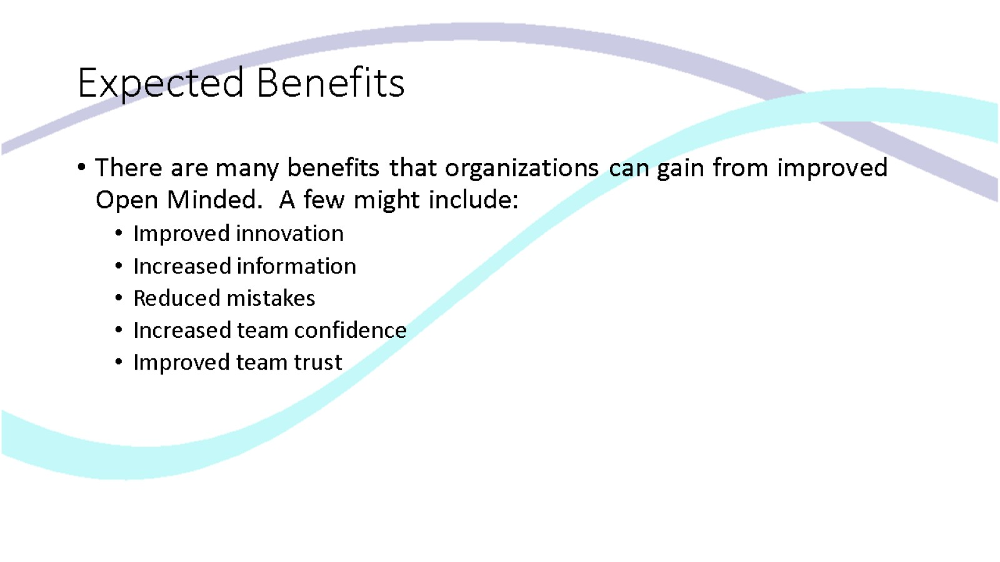 Expected Benefits
• There are many benefits that organizations can gain from improved
Open Minded.  A few might include:
• Improved innovation
• Increased information
• Reduced mistakes
• Increased team confidence
• Improved team trust